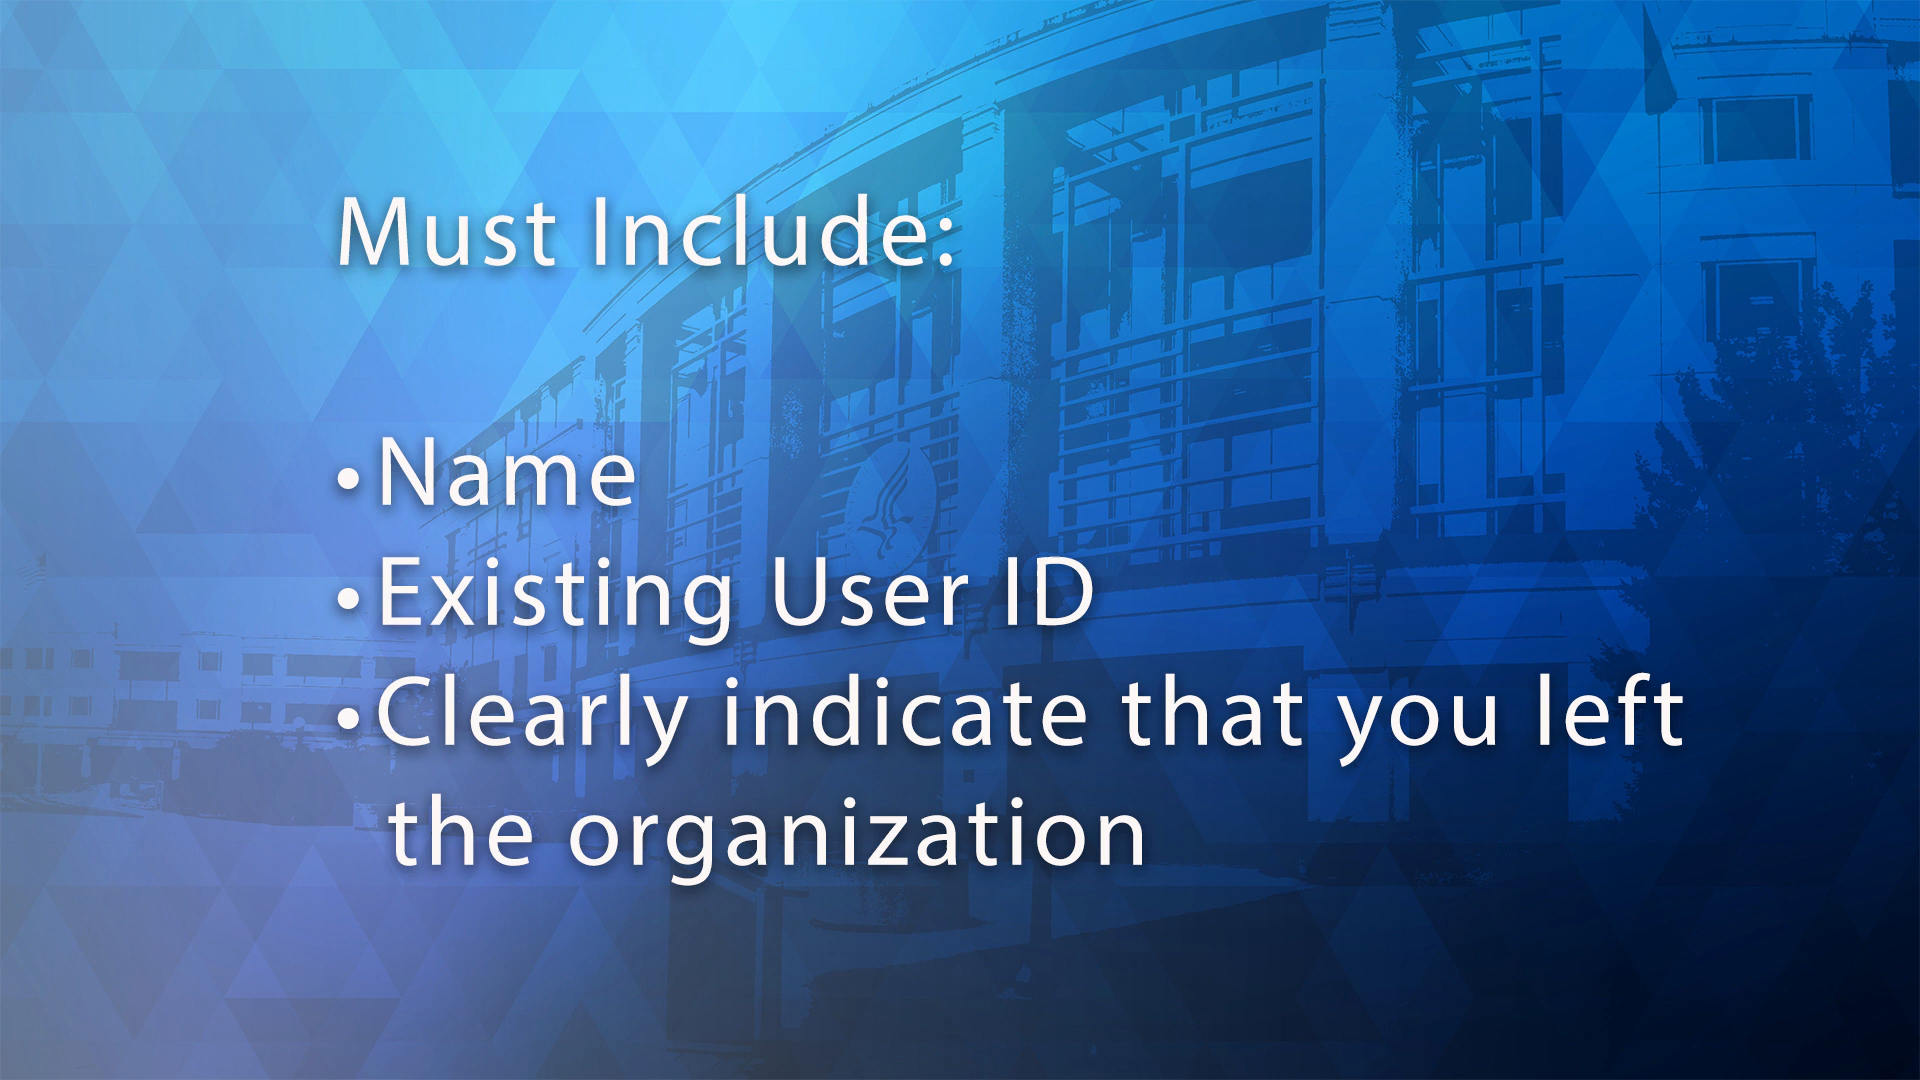 Must Include:
•Name
•Existing User ID
•Clearly indicate that you left
the organization